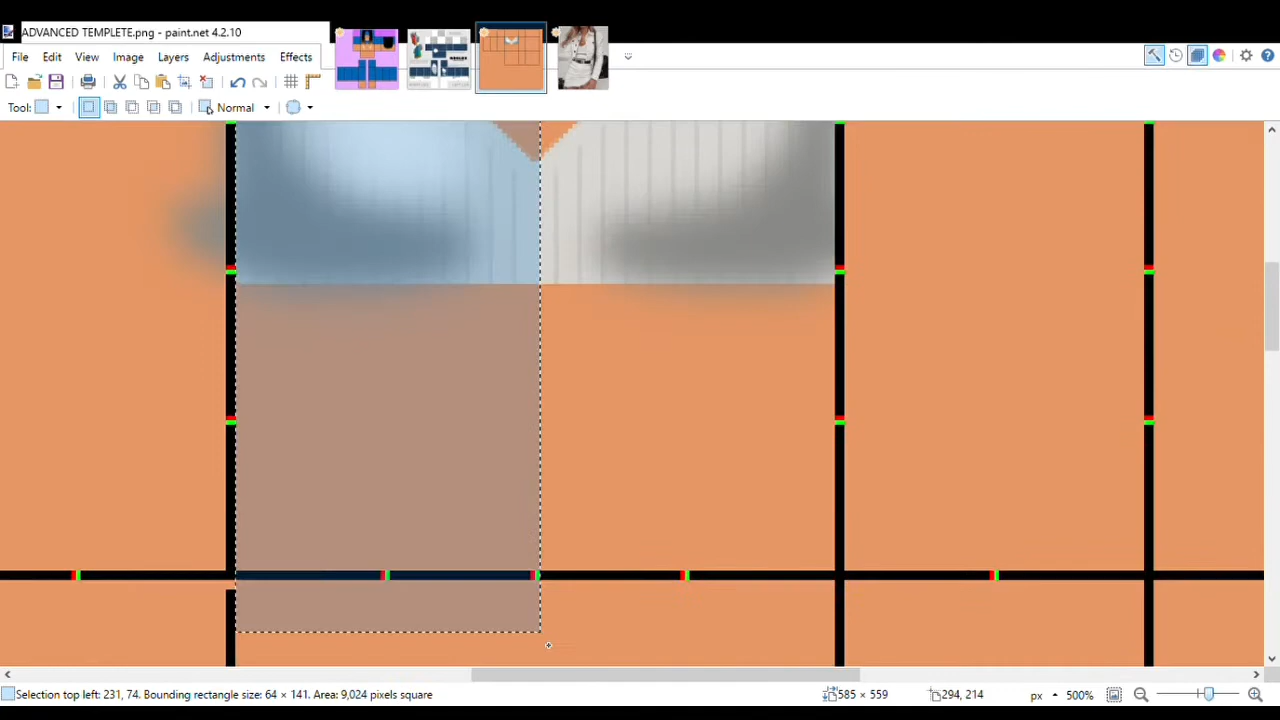 ADVANCED TEMPLETE.png - paint.net 4.2.10
File Edit View Image Layers Adjustments Effects
Tool: Normal
Selection top left: 231, 74. Bounding rectangle size: 64 × 141. Area: 9,024 pixels square 585 × 559 294, 214 px 500%